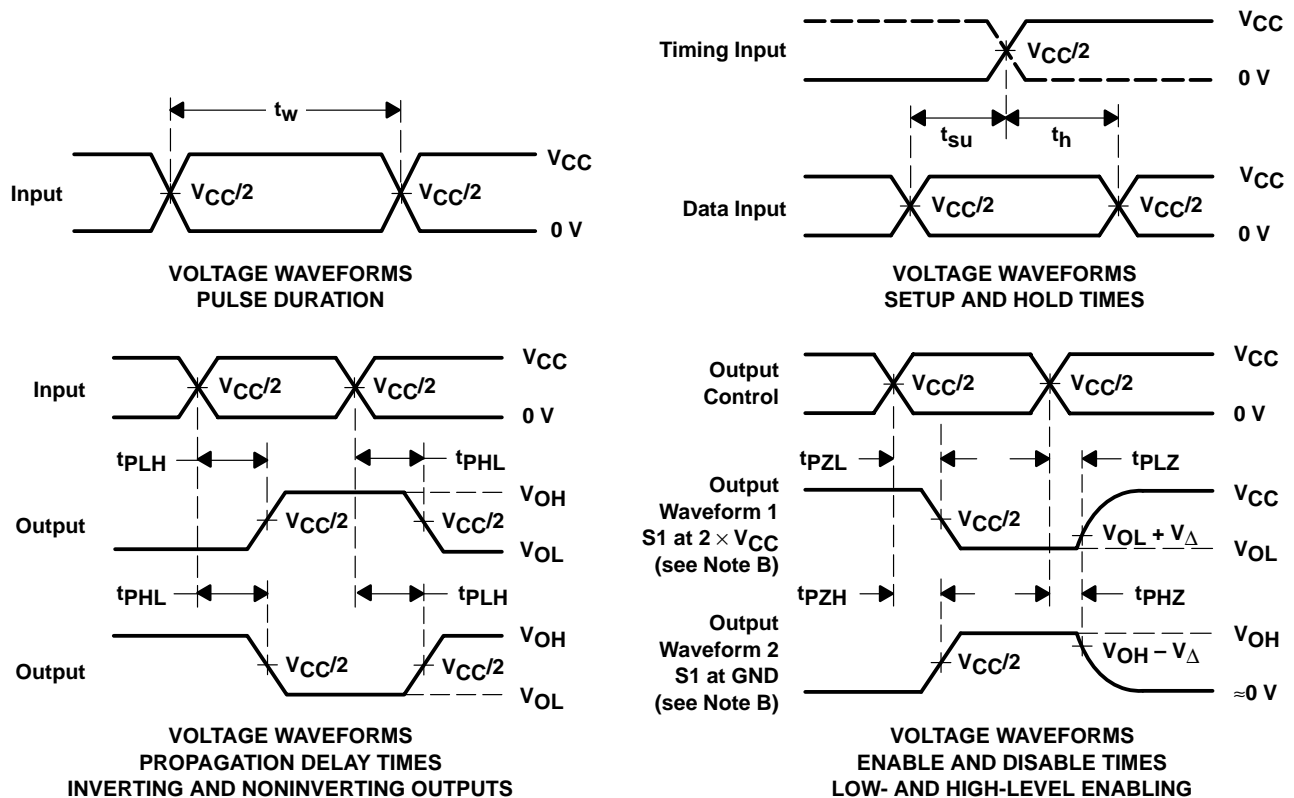 tw
Input
VCC/2
VCC/2
VCC
0 V
VOLTAGE WAVEFORMS
PULSE DURATION
Timing Input
VCC/2
VCC
0 V
tsu
th
Data Input
VCC/2
VCC/2
VCC
0 V
VOLTAGE WAVEFORMS
SETUP AND HOLD TIMES
Input
VCC/2
VCC/2
VCC
0 V
tPLH
tPHL
Output
VCC/2
VCC/2
VOH
VOL
tPHL
tPLH
Output
VCC/2
VCC/2
VOH
VOL
VOLTAGE WAVEFORMS
PROPAGATION DELAY TIMES
INVERTING AND NONINVERTING OUTPUTS
Output
Control
VCC/2
VCC/2
VCC
0 V
tPZL
tPLZ
Output
Waveform 1
S1 at 2 × VCC
(see Note B)
VCC/2
VOL + VΔ
VCC
VOL
tPZH
tPHZ
Output
Waveform 2
S1 at GND
(see Note B)
VCC/2
VOH – VΔ
VOH
≈0 V
VOLTAGE WAVEFORMS
ENABLE AND DISABLE TIMES
LOW- AND HIGH-LEVEL ENABLING